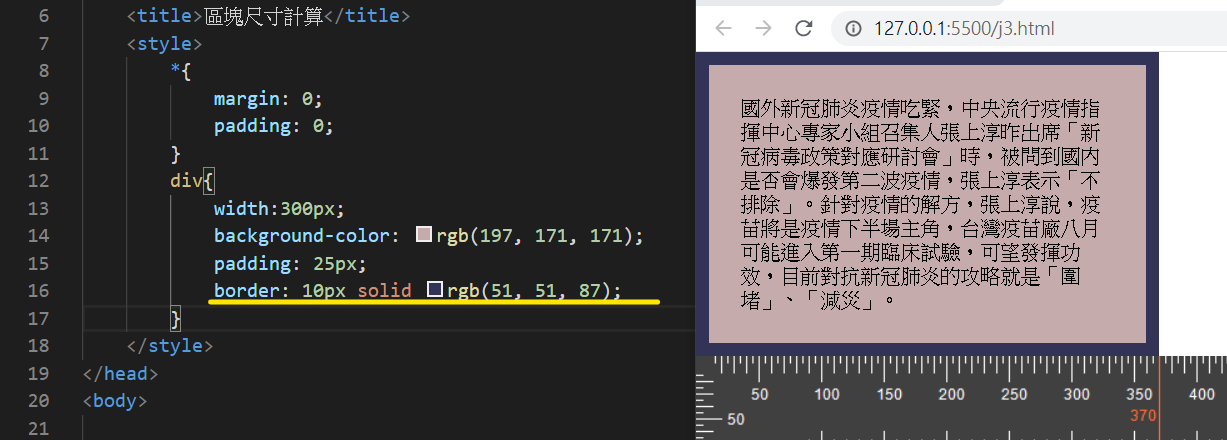 6 <title>區塊尺寸計算</title>
7 <style>
8 *{
9 margin: 0;
10 padding: 0;
11 }
12 div{
13 width:300px;
14 background-color: rgb(197, 171, 171);
15 padding: 25px;
16 border: 10px solid rgb(51, 51, 87);
17 }
18 </style>
19 </head>
20 <body>
21
127.0.0.1:5500/j3.html
國外新冠肺炎疫情吃緊，中央流行疫情指
揮中心專家小組召集人張上淳昨出席「新
冠病毒政策對應研討會」時，被問到國內
是否會爆發第二波疫情，張上淳表示「不
排除」。針對疫情的解方，張上淳說，疫
苗將是疫情下半場主角，台灣疫苗廠八月
可能進入第一期臨床試驗，可望發揮功
效，目前對抗新冠肺炎的攻略就是「圍
堵」、「減災」。
50 100 150 200 250 300 350 400
50 370